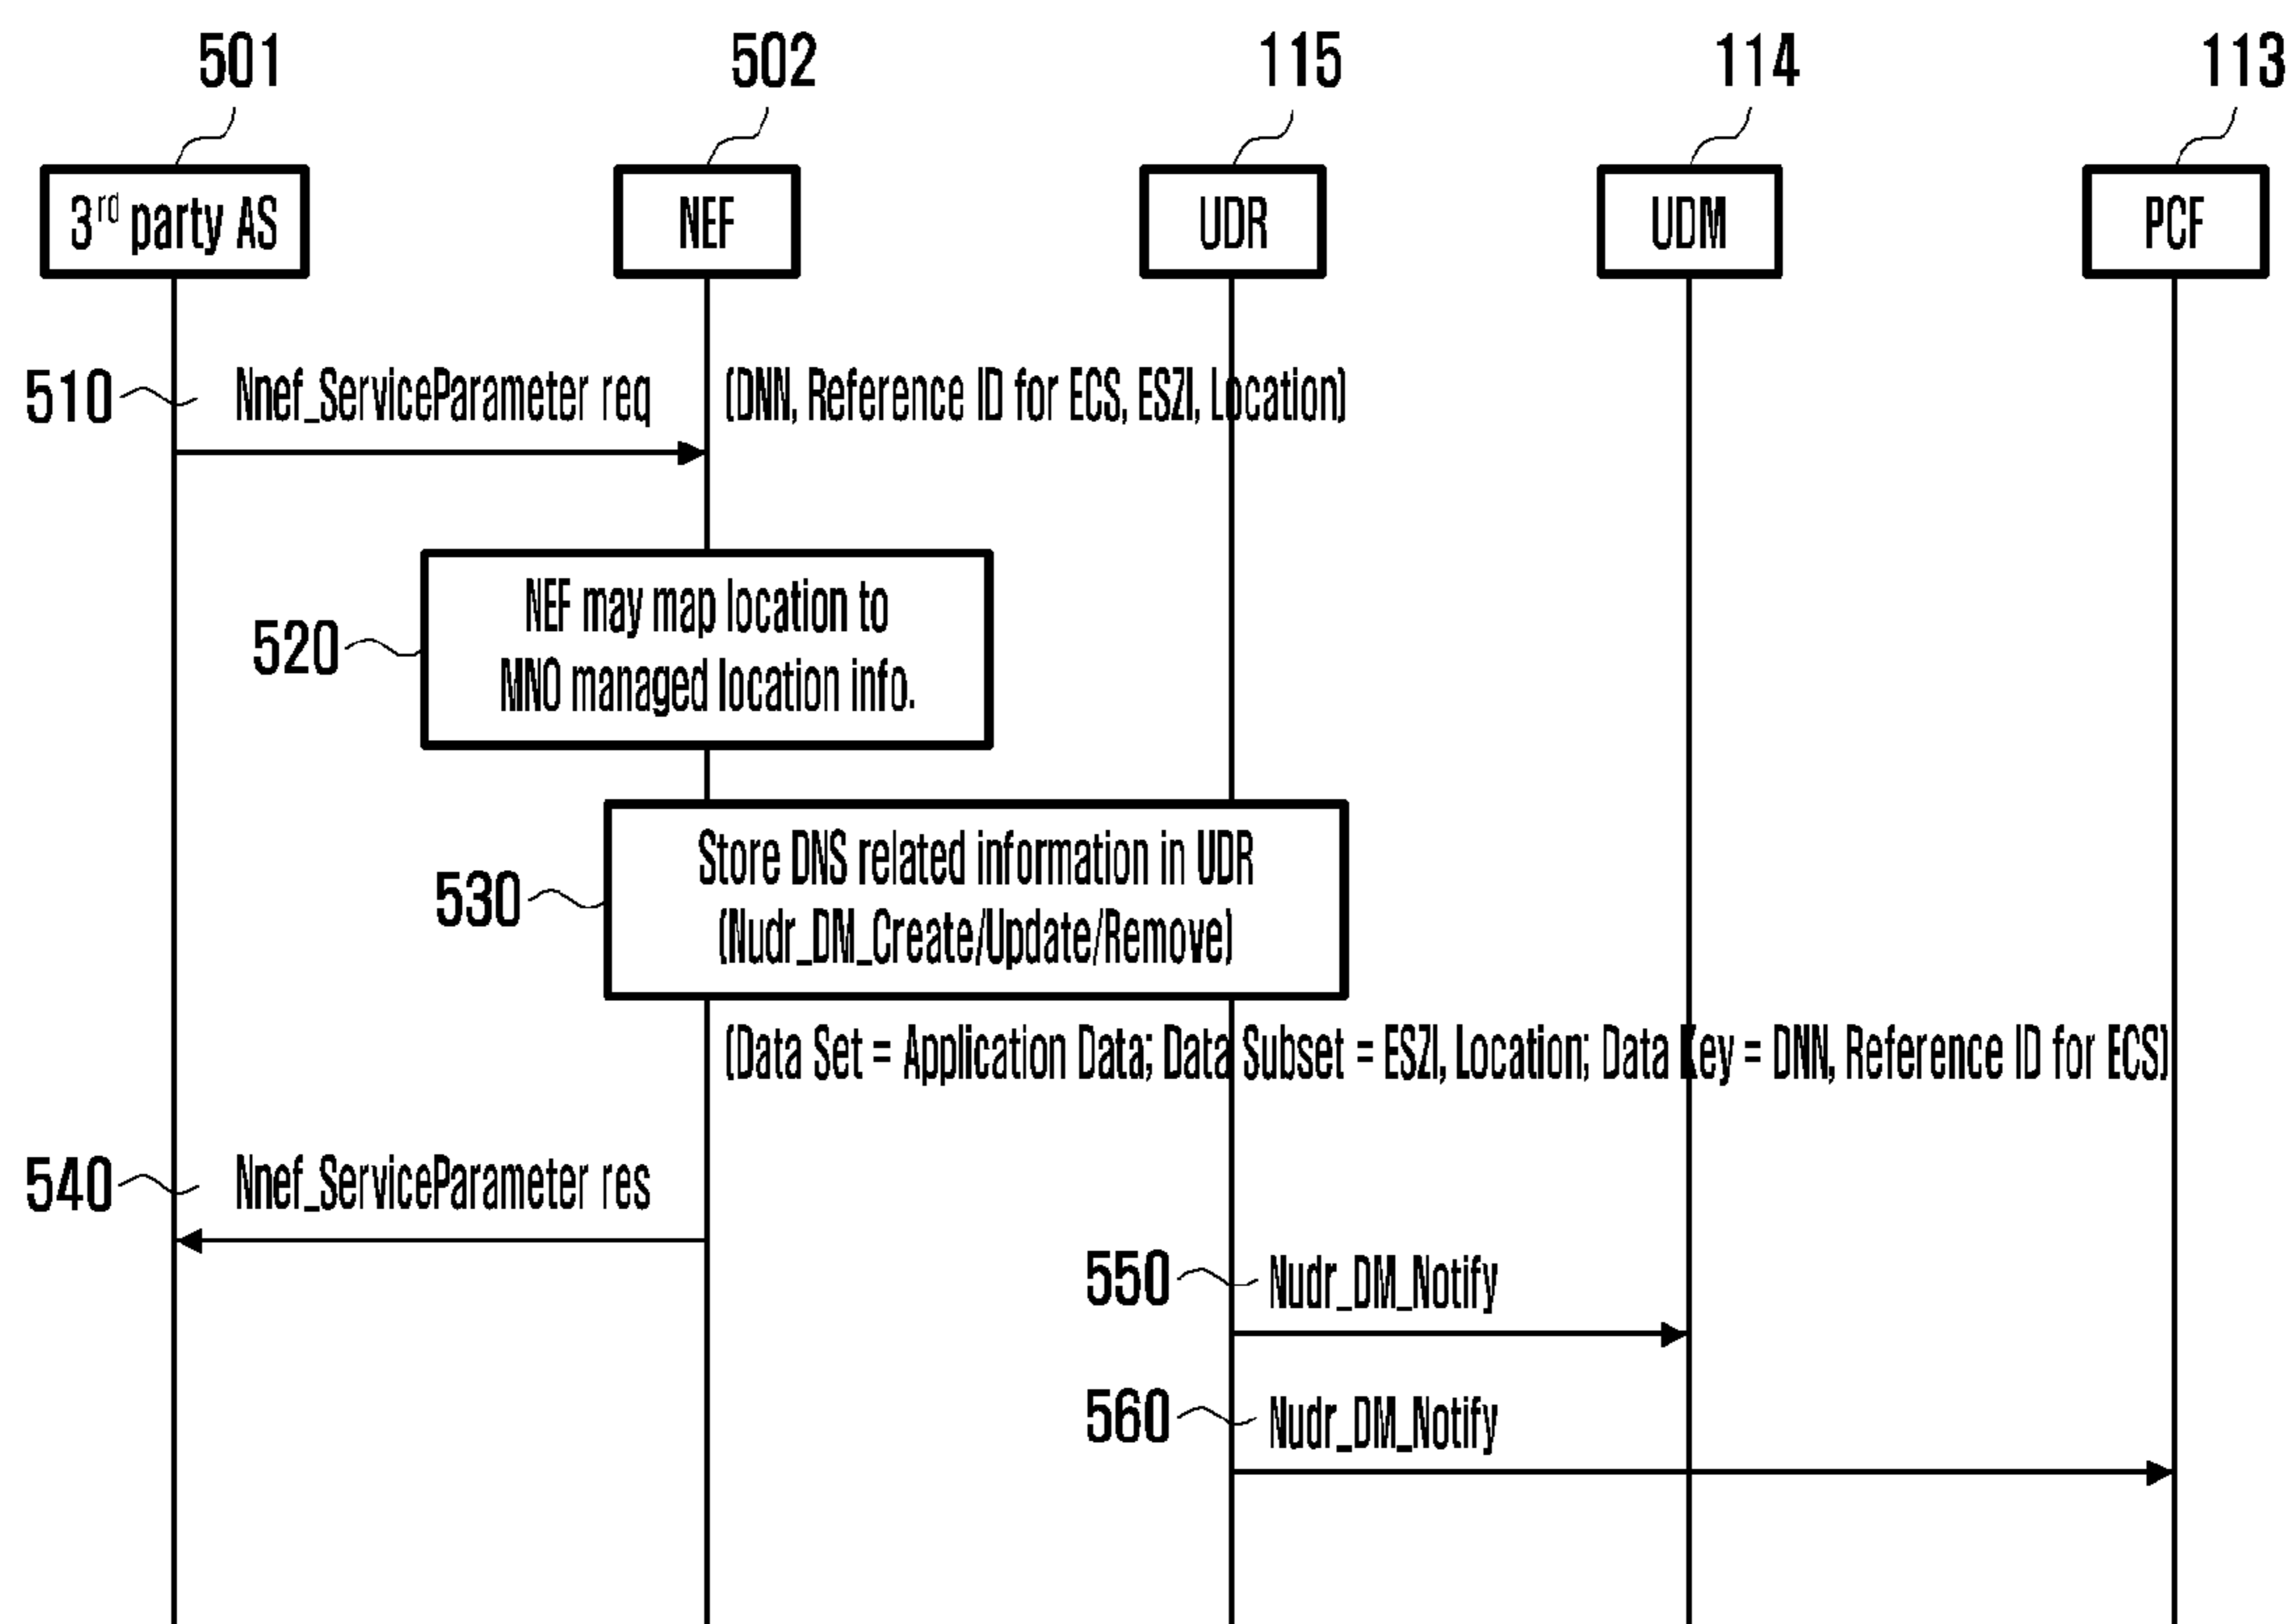 501
502
115
114
113
3rd party AS
NEF
UDR
UDM
PCF
510
Nnef_ServiceParameter req
(DNN, Reference ID for ECS, ESZI, Location)
520
NEF may map location to
MNO managed location info.
530
Store DNS related information in UDR
(Nudr_DM_Create/Update/Remove)
(Data Set = Application Data; Data Subset = ESZI, Location; Data Key = DNN, Reference ID for ECS)
540
Nnef_ServiceParameter res
550
Nudr_DM_Notify
560
Nudr_DM_Notify